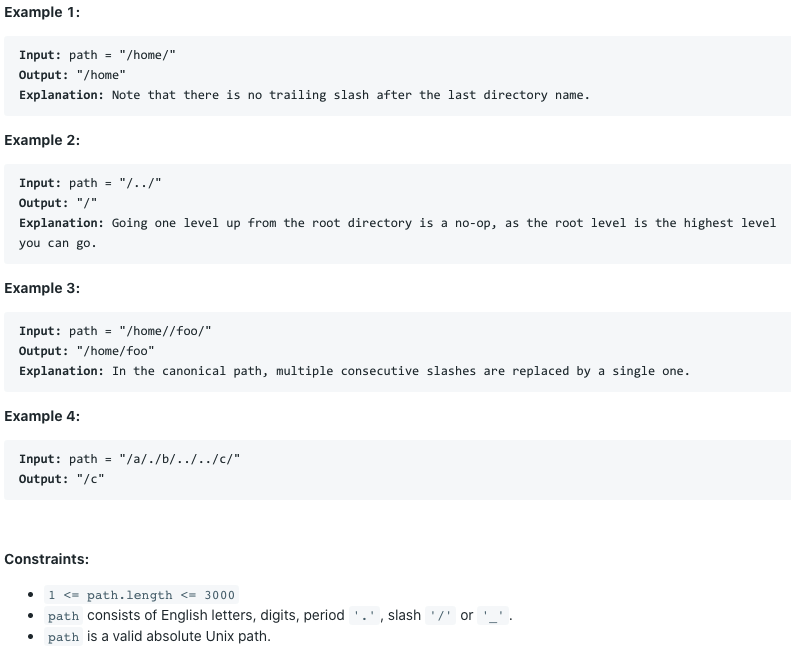 Example 1:
Input: path = "/home/"
Output: "/home"
Explanation: Note that there is no trailing slash after the last directory name.
Example 2:
Input: path = "/../"
Output: "/"
Explanation: Going one level up from the root directory is a no-op, as the root level is the highest level
you can go.
Example 3:
Input: path = "/home//foo/"
Output: "/home/foo"
Explanation: In the canonical path, multiple consecutive slashes are replaced by a single one.
Example 4:
Input: path = "/a/./b/../../c/"
Output: "/c"
Constraints:
• 1 <= path.length <= 3000
• path consists of English letters, digits, period '.', slash '/' or '_'.
• path is a valid absolute Unix path.